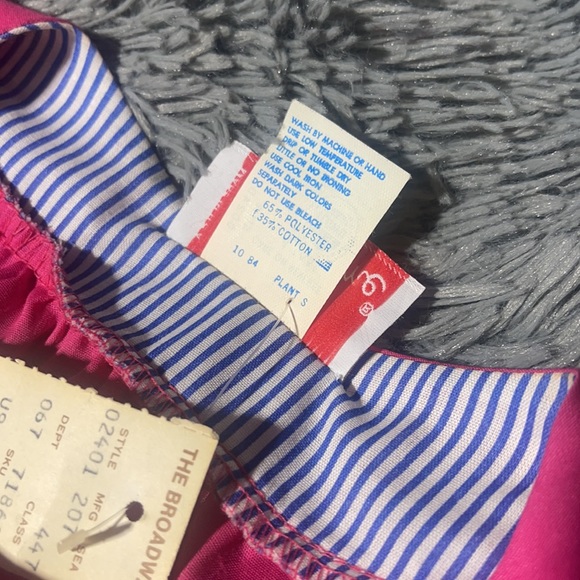 WASH BY MACHINE OR HAND
USE LOW TEMPERATURE
DRIP OR TUMBLE DRY
LITTLE OR NO IRONING
USE COOL IRON
WASH DARK COLORS
SEPARATELY
DO NOT USE BLEACH
65% POLYESTER
35% COTTON
10 84 PLANT S
®
THE BROADW
STYLE MFG SEA
02401 207
DEPT CLASS
067 447
SKU
7186